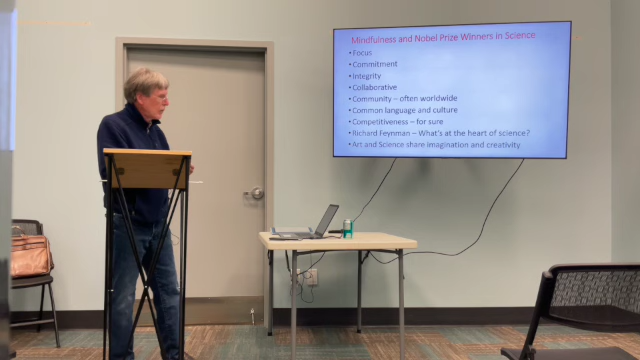 Mindfulness and Nobel Prize Winners in Science
• Focus
• Commitment
• Integrity
• Collaborative
• Community – often worldwide
• Common language and culture
• Competitiveness – for sure
• Richard Feynman – What's at the heart of science?
• Art and Science share imagination and creativity